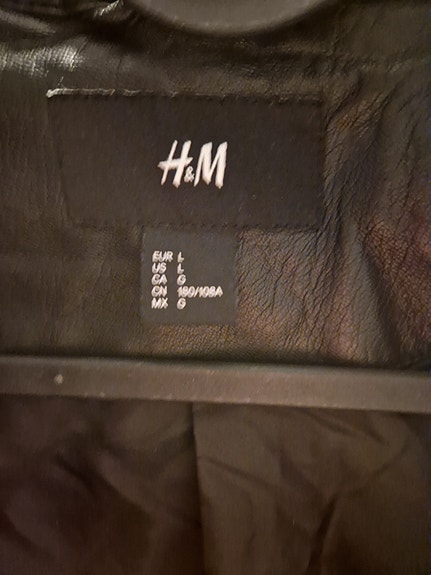 H&M
EUR L
US L
CA G
CN 180/108A
MX G